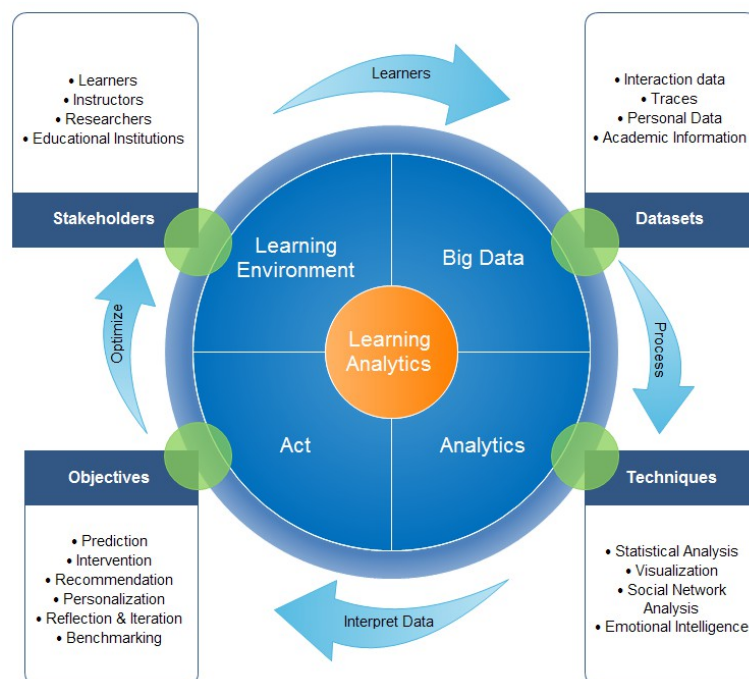 • Learners
• Instructors
• Researchers
• Educational Institutions
Stakeholders
Learners
• Interaction data
• Traces
• Personal Data
• Academic Information
Datasets
Learning
Environment
Big Data
Learning
Analytics
Act
Analytics
Optimize
Process
Objectives
• Prediction
• Intervention
• Recommendation
• Personalization
• Reflection & Iteration
• Benchmarking
Interpret Data
Techniques
• Statistical Analysis
• Visualization
• Social Network
Analysis
• Emotional Intelligence